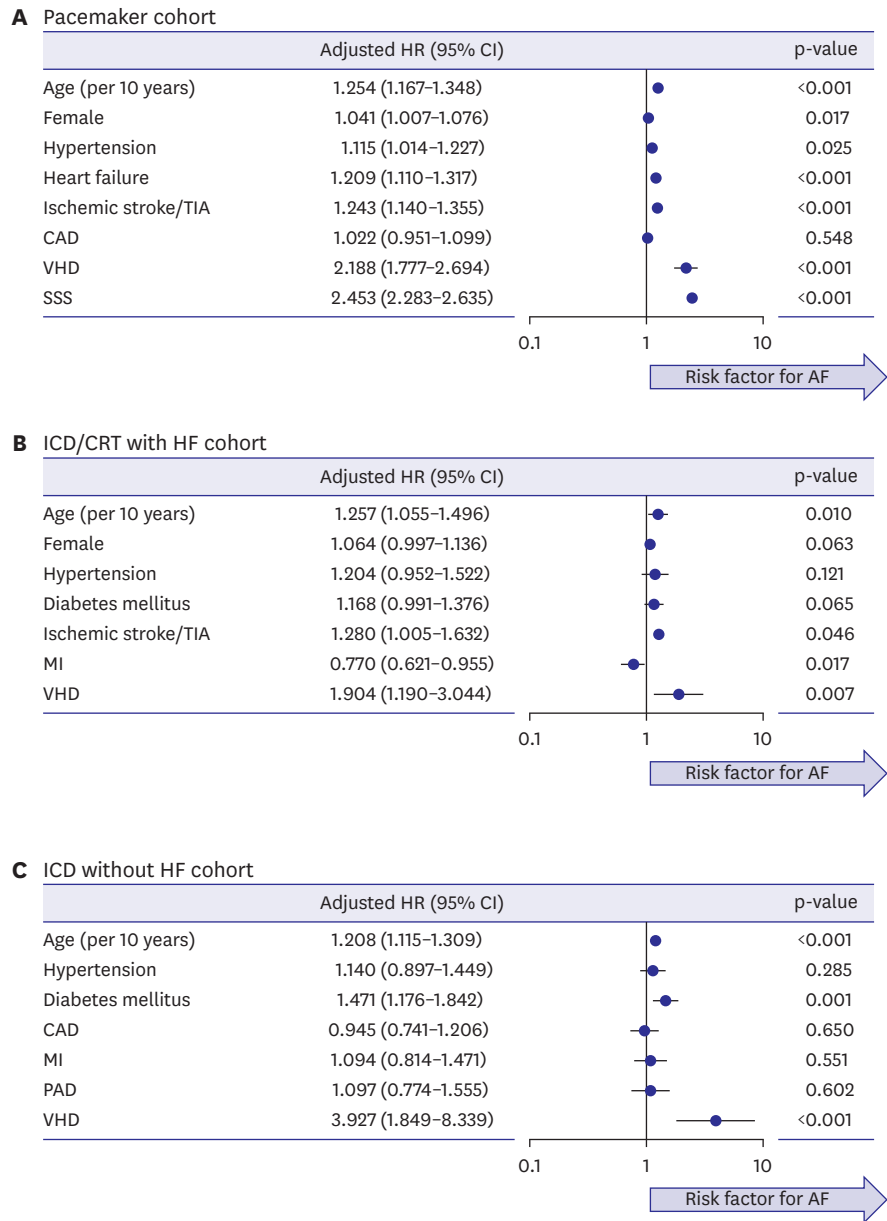 A Pacemaker cohort
Adjusted HR (95% CI) p-value
Age (per 10 years) 1.254 (1.167–1.348) <0.001
Female 1.041 (1.007–1.076) 0.017
Hypertension 1.115 (1.014–1.227) 0.025
Heart failure 1.209 (1.110–1.317) <0.001
Ischemic stroke/TIA 1.243 (1.140–1.355) <0.001
CAD 1.022 (0.951–1.099) 0.548
VHD 2.188 (1.777–2.694) <0.001
SSS 2.453 (2.283–2.635) <0.001
0.1 1 10
Risk factor for AF
B ICD/CRT with HF cohort
Adjusted HR (95% CI) p-value
Age (per 10 years) 1.257 (1.055–1.496) 0.010
Female 1.064 (0.997–1.136) 0.063
Hypertension 1.204 (0.952–1.522) 0.121
Diabetes mellitus 1.168 (0.991–1.376) 0.065
Ischemic stroke/TIA 1.280 (1.005–1.632) 0.046
MI 0.770 (0.621–0.955) 0.017
VHD 1.904 (1.190–3.044) 0.007
0.1 1 10
Risk factor for AF
C ICD without HF cohort
Adjusted HR (95% CI) p-value
Age (per 10 years) 1.208 (1.115–1.309) <0.001
Hypertension 1.140 (0.897–1.449) 0.285
Diabetes mellitus 1.471 (1.176–1.842) 0.001
CAD 0.945 (0.741–1.206) 0.650
MI 1.094 (0.814–1.471) 0.551
PAD 1.097 (0.774–1.555) 0.602
VHD 3.927 (1.849–8.339) <0.001
0.1 1 10
Risk factor for AF